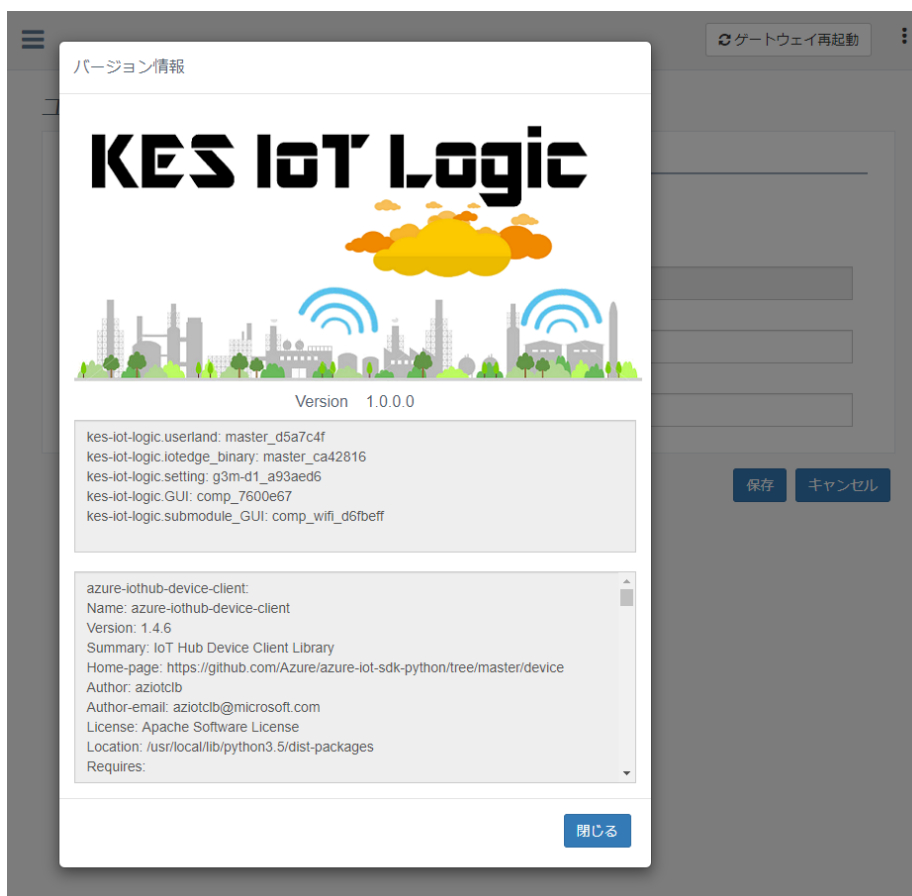 ゲートウェイ再起動
バージョン情報
KES IoT Logic
Version 1.0.0.0
kes-iot-logic.userland: master_d5a7c4f
kes-iot-logic.iotedge_binary: master_ca42816
kes-iot-logic.setting: g3m-d1_a93aed6
kes-iot-logic.GUI: comp_7600e67
kes-iot-logic.submodule_GUI: comp_wifi_d6fbeff
保存 キャンセル
azure-iothub-device-client:
Name: azure-iothub-device-client
Version: 1.4.6
Summary: IoT Hub Device Client Library
Home-page: https://github.com/Azure/azure-iot-sdk-python/tree/master/device
Author: aziotclb
Author-email: aziotclb@microsoft.com
License: Apache Software License
Location: /usr/local/lib/python3.5/dist-packages
Requires:
閉じる